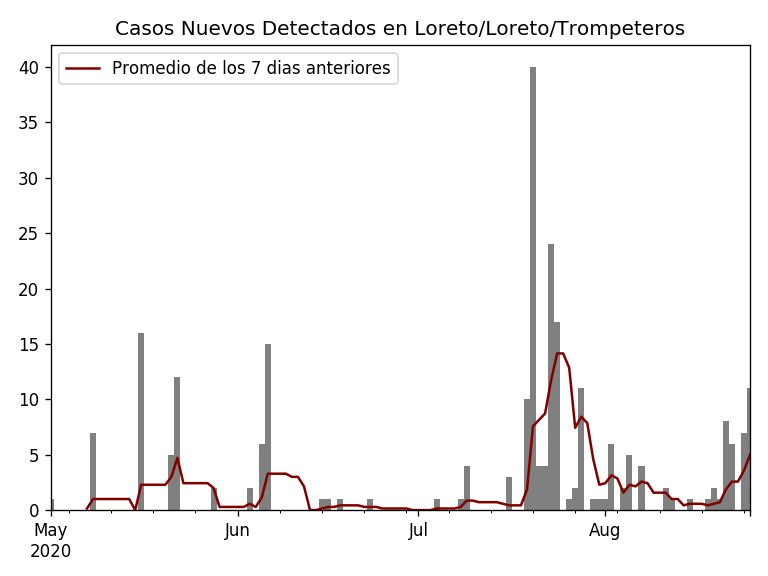 Casos Nuevos Detectados en Loreto/Loreto/Trompeteros
Promedio de los 7 dias anteriores
40
35
30
25
20
15
10
5
0
May
2020
Jun
Jul
Aug